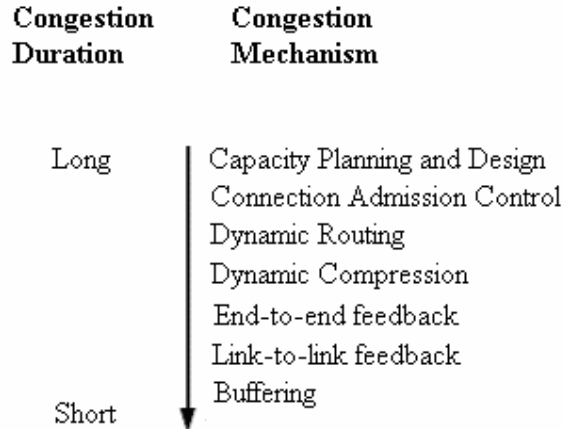 Congestion Duration
Congestion Mechanism
Long
Capacity Planning and Design
Connection Admission Control
Dynamic Routing
Dynamic Compression
End-to-end feedback
Link-to-link feedback
Buffering
Short